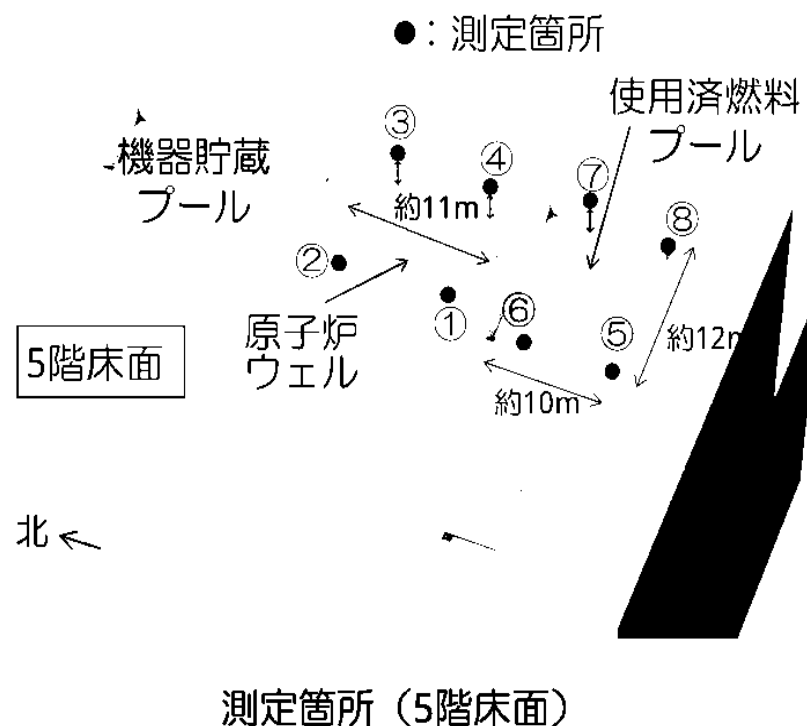 ●：測定箇所
使用済燃料
プール
③
④
⑦
機器貯蔵
プール
約11m
⑧
②
①
⑥
⑤
原子炉
ウェル
約12m
5階床面
約10m
北
測定箇所（5階床面）